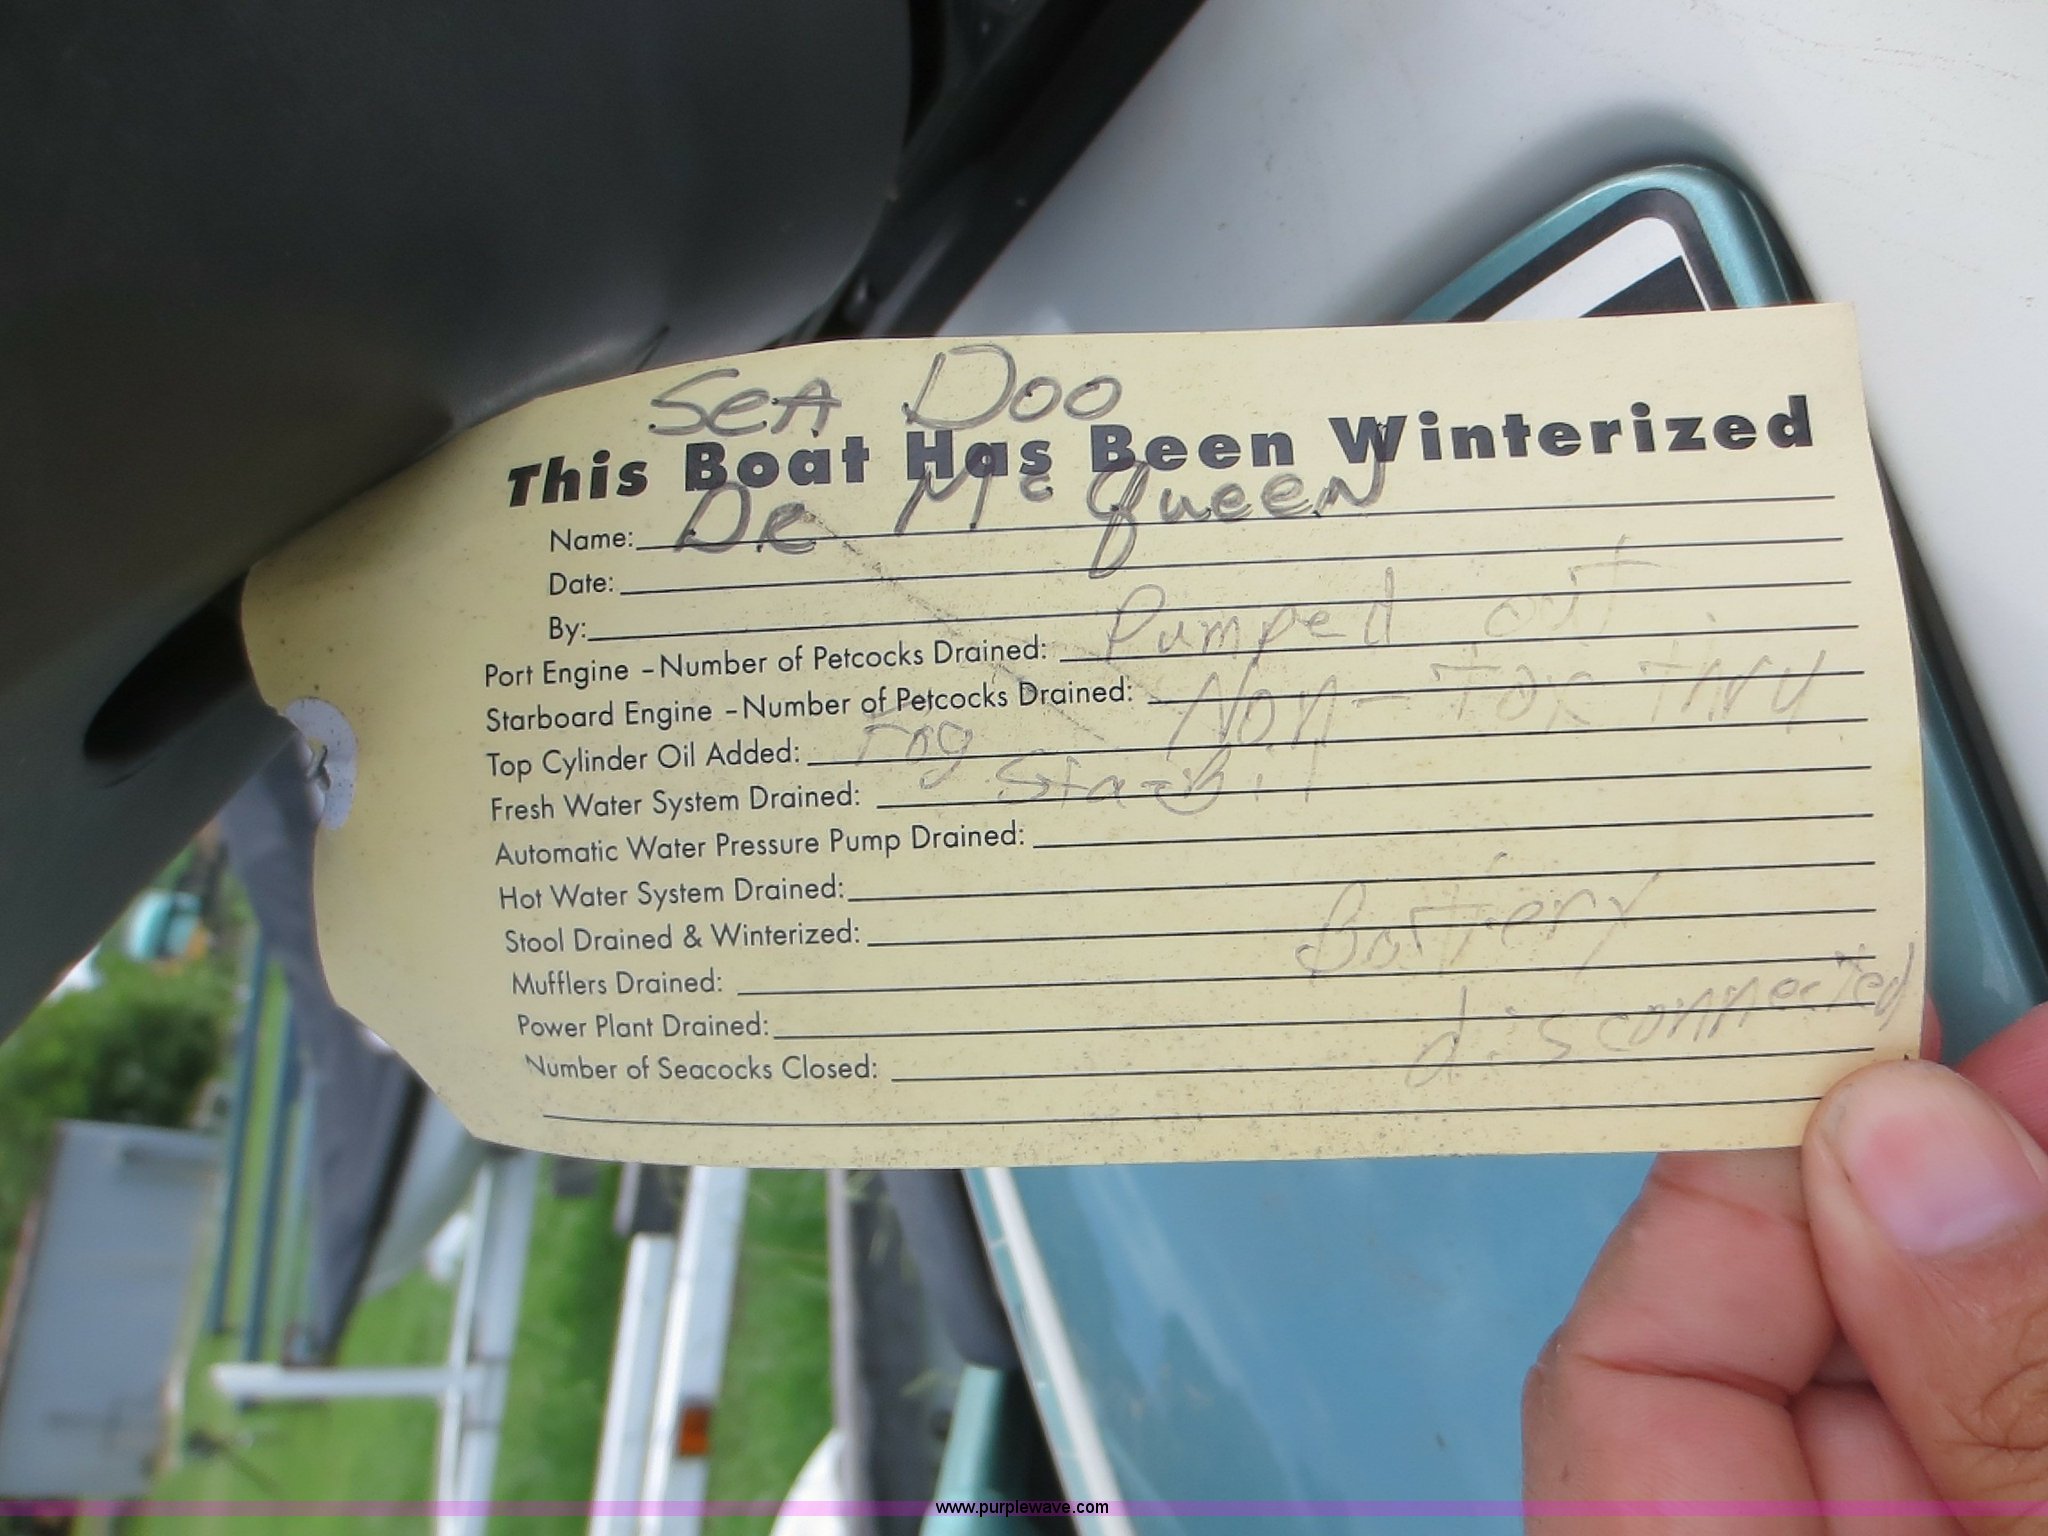 SeA Doo
This Boat Has Been Winterized
Name: DR McQueen
Date:
By:
Port Engine – Number of Petcocks Drained: Pumped out
Starboard Engine – Number of Petcocks Drained: Non-Tox Thru
Top Cylinder Oil Added: Fog
Fresh Water System Drained: Sta-Bil
Automatic Water Pressure Pump Drained:
Hot Water System Drained:
Stool Drained & Winterized: Battery
Mufflers Drained:
Power Plant Drained: disconnected
Number of Seacocks Closed:
www.purplewave.com